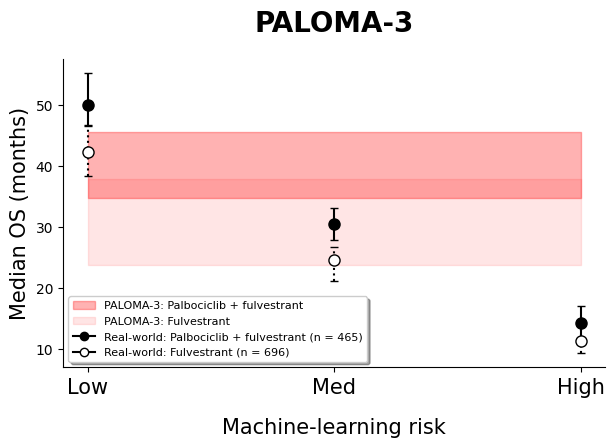 PALOMA-3
Median OS (months)
50
40
30
20
10
PALOMA-3: Palbociclib + fulvestrant
PALOMA-3: Fulvestrant
Real-world: Palbociclib + fulvestrant (n = 465)
Real-world: Fulvestrant (n = 696)
Low Med High
Machine-learning risk